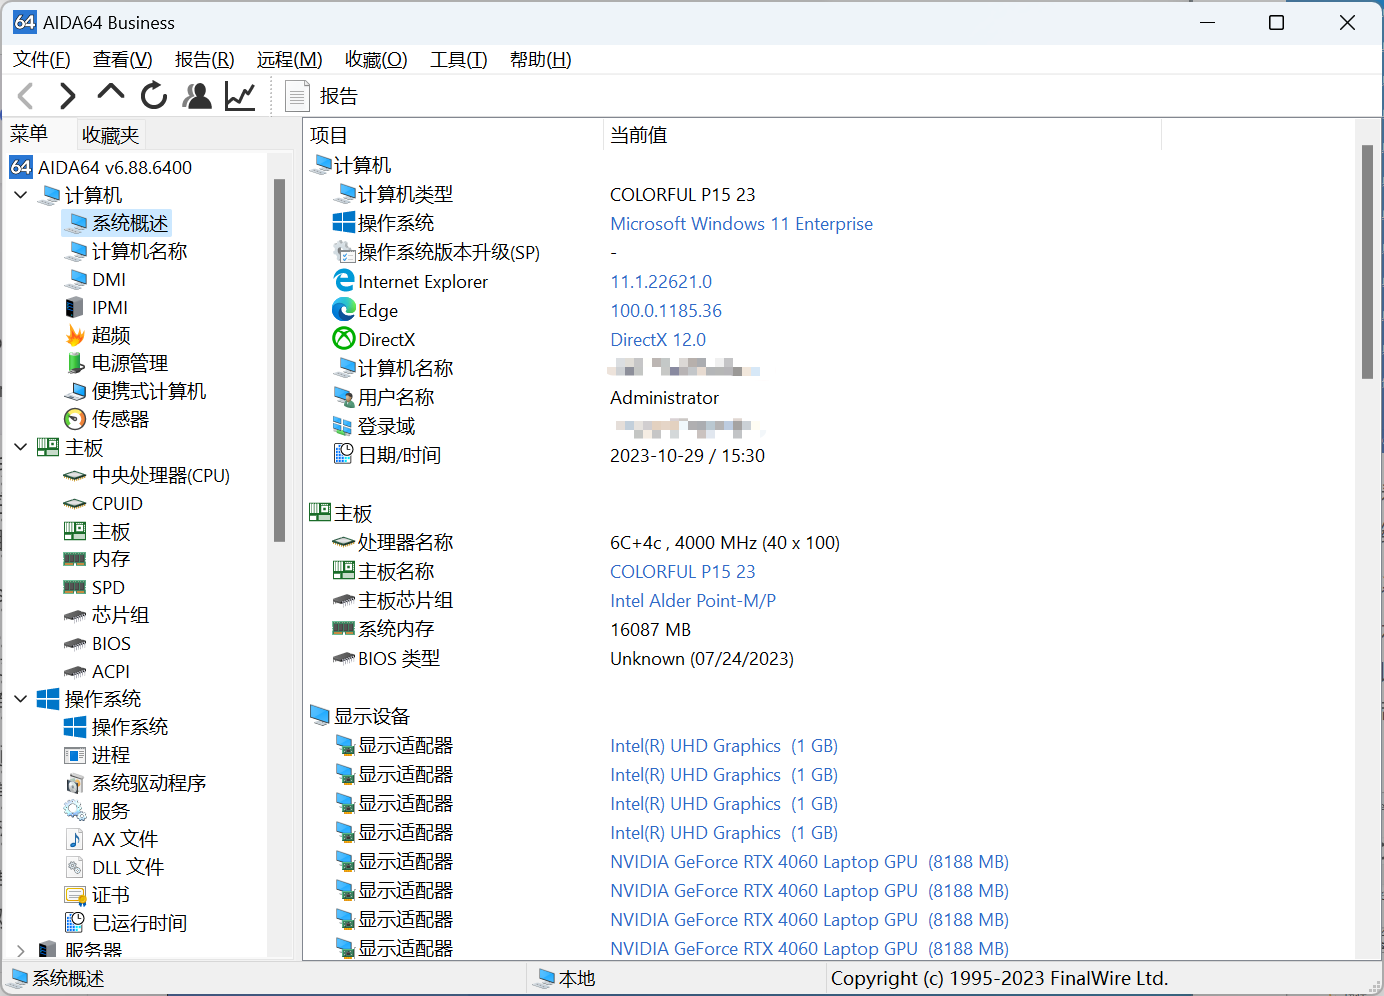 64 AIDA64 Business
文件(F) 查看(V) 报告(R) 远程(M) 收藏(O) 工具(T) 帮助(H)
报告
菜单 收藏夹
64 AIDA64 v6.88.6400
计算机
系统概述
计算机名称
DMI
IPMI
超频
电源管理
便携式计算机
传感器
主板
中央处理器(CPU)
CPUID
主板
内存
SPD
芯片组
BIOS
ACPI
操作系统
操作系统
进程
系统驱动程序
服务
AX 文件
DLL 文件
证书
已运行时间
服务器
项目 当前值
计算机
计算机类型 COLORFUL P15 23
操作系统 Microsoft Windows 11 Enterprise
操作系统版本升级(SP) -
Internet Explorer 11.1.22621.0
Edge 100.0.1185.36
DirectX DirectX 12.0
计算机名称
用户名称 Administrator
登录域
日期/时间 2023-10-29 / 15:30
主板
处理器名称 6C+4c , 4000 MHz (40 x 100)
主板名称 COLORFUL P15 23
主板芯片组 Intel Alder Point-M/P
系统内存 16087 MB
BIOS 类型 Unknown (07/24/2023)
显示设备
显示适配器 Intel(R) UHD Graphics (1 GB)
显示适配器 Intel(R) UHD Graphics (1 GB)
显示适配器 Intel(R) UHD Graphics (1 GB)
显示适配器 Intel(R) UHD Graphics (1 GB)
显示适配器 NVIDIA GeForce RTX 4060 Laptop GPU (8188 MB)
显示适配器 NVIDIA GeForce RTX 4060 Laptop GPU (8188 MB)
显示适配器 NVIDIA GeForce RTX 4060 Laptop GPU (8188 MB)
显示适配器 NVIDIA GeForce RTX 4060 Laptop GPU (8188 MB)
系统概述 本地 Copyright (c) 1995-2023 FinalWire Ltd.